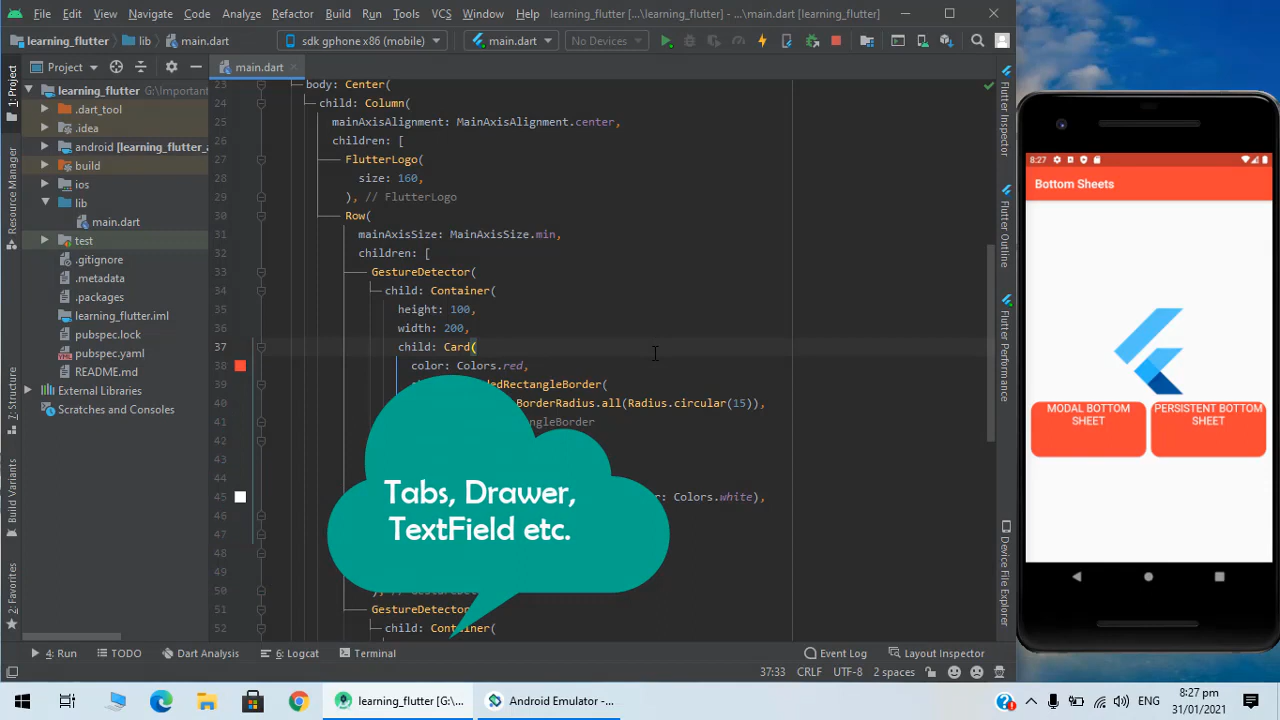 File Edit View Navigate Code Analyze Refactor Build Run Tools VCS Window Help learning_flutter [...\learning_flutter] - ...\main.dart [learning_flutter]
learning_flutter lib main.dart sdk gphone x86 (mobile) main.dart No Devices
Project main.dart
1: Project
Resource Manager
Z: Structure
Build Variants
2: Favorites
learning_flutter G:\Important
.dart_tool
.idea
android [learning_flutter_a
build
ios
lib
main.dart
test
.gitignore
.metadata
.packages
learning_flutter.iml
pubspec.lock
pubspec.yaml
README.md
External Libraries
Scratches and Consoles
23 body: Center(
24 child: Column(
25 mainAxisAlignment: MainAxisAlignment.center,
26 children: [
27 FlutterLogo(
28 size: 160,
29 ), // FlutterLogo
30 Row(
31 mainAxisSize: MainAxisSize.min,
32 children: [
33 GestureDetector(
34 child: Container(
35 height: 100,
36 width: 200,
37 child: Card(
38 color: Colors.red,
39 edRectangleBorder(
40 BorderRadius.all(Radius.circular(15)),
41 ngleBorder
42
43
44
45 : Colors.white),
46
47
48
49
50
51 GestureDetector
52 child: Container(
Tabs, Drawer,
TextField etc.
Flutter Inspector
Flutter Outline
Flutter Performance
Device File Explorer
8:27
Bottom Sheets
MODAL BOTTOM
SHEET
PERSISTENT BOTTOM
SHEET
4: Run TODO Dart Analysis 6: Logcat Terminal Event Log Layout Inspector
37:33 CRLF UTF-8 2 spaces
learning_flutter [G:\... Android Emulator -... ENG 8:27 pm
31/01/2021